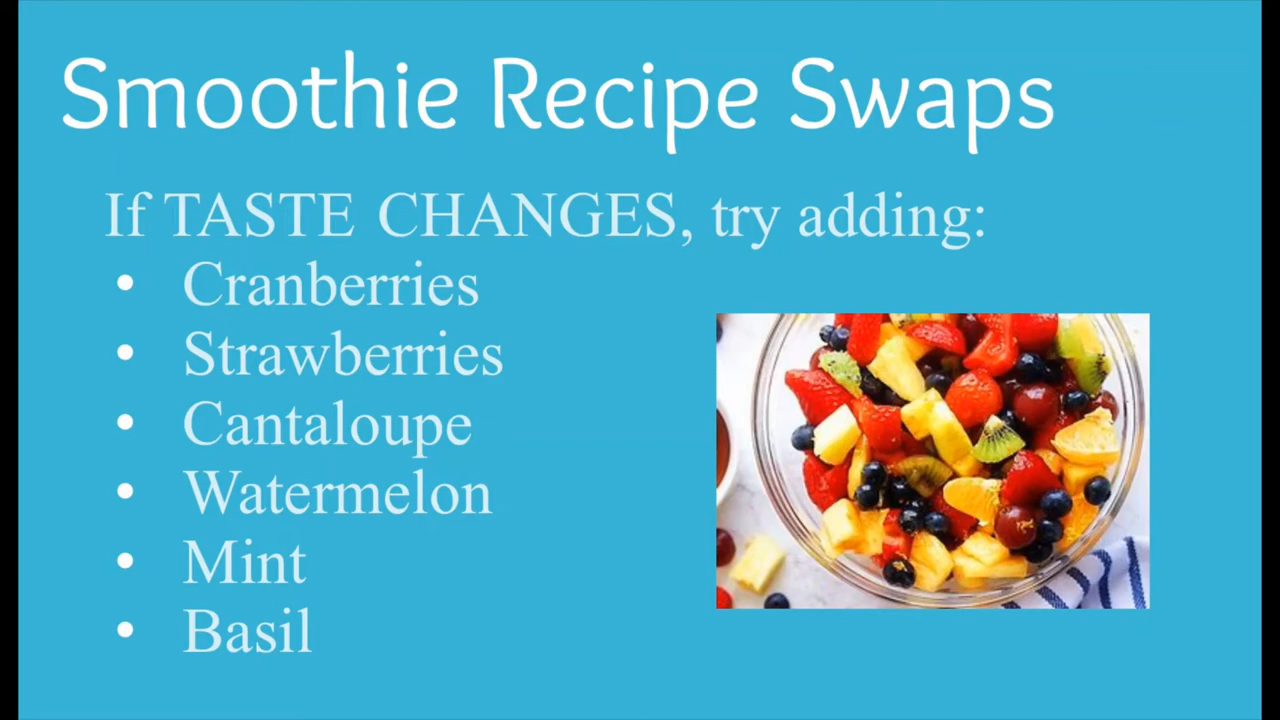 Smoothie Recipe Swaps
If TASTE CHANGES, try adding:
• Cranberries
• Strawberries
• Cantaloupe
• Watermelon
• Mint
• Basil